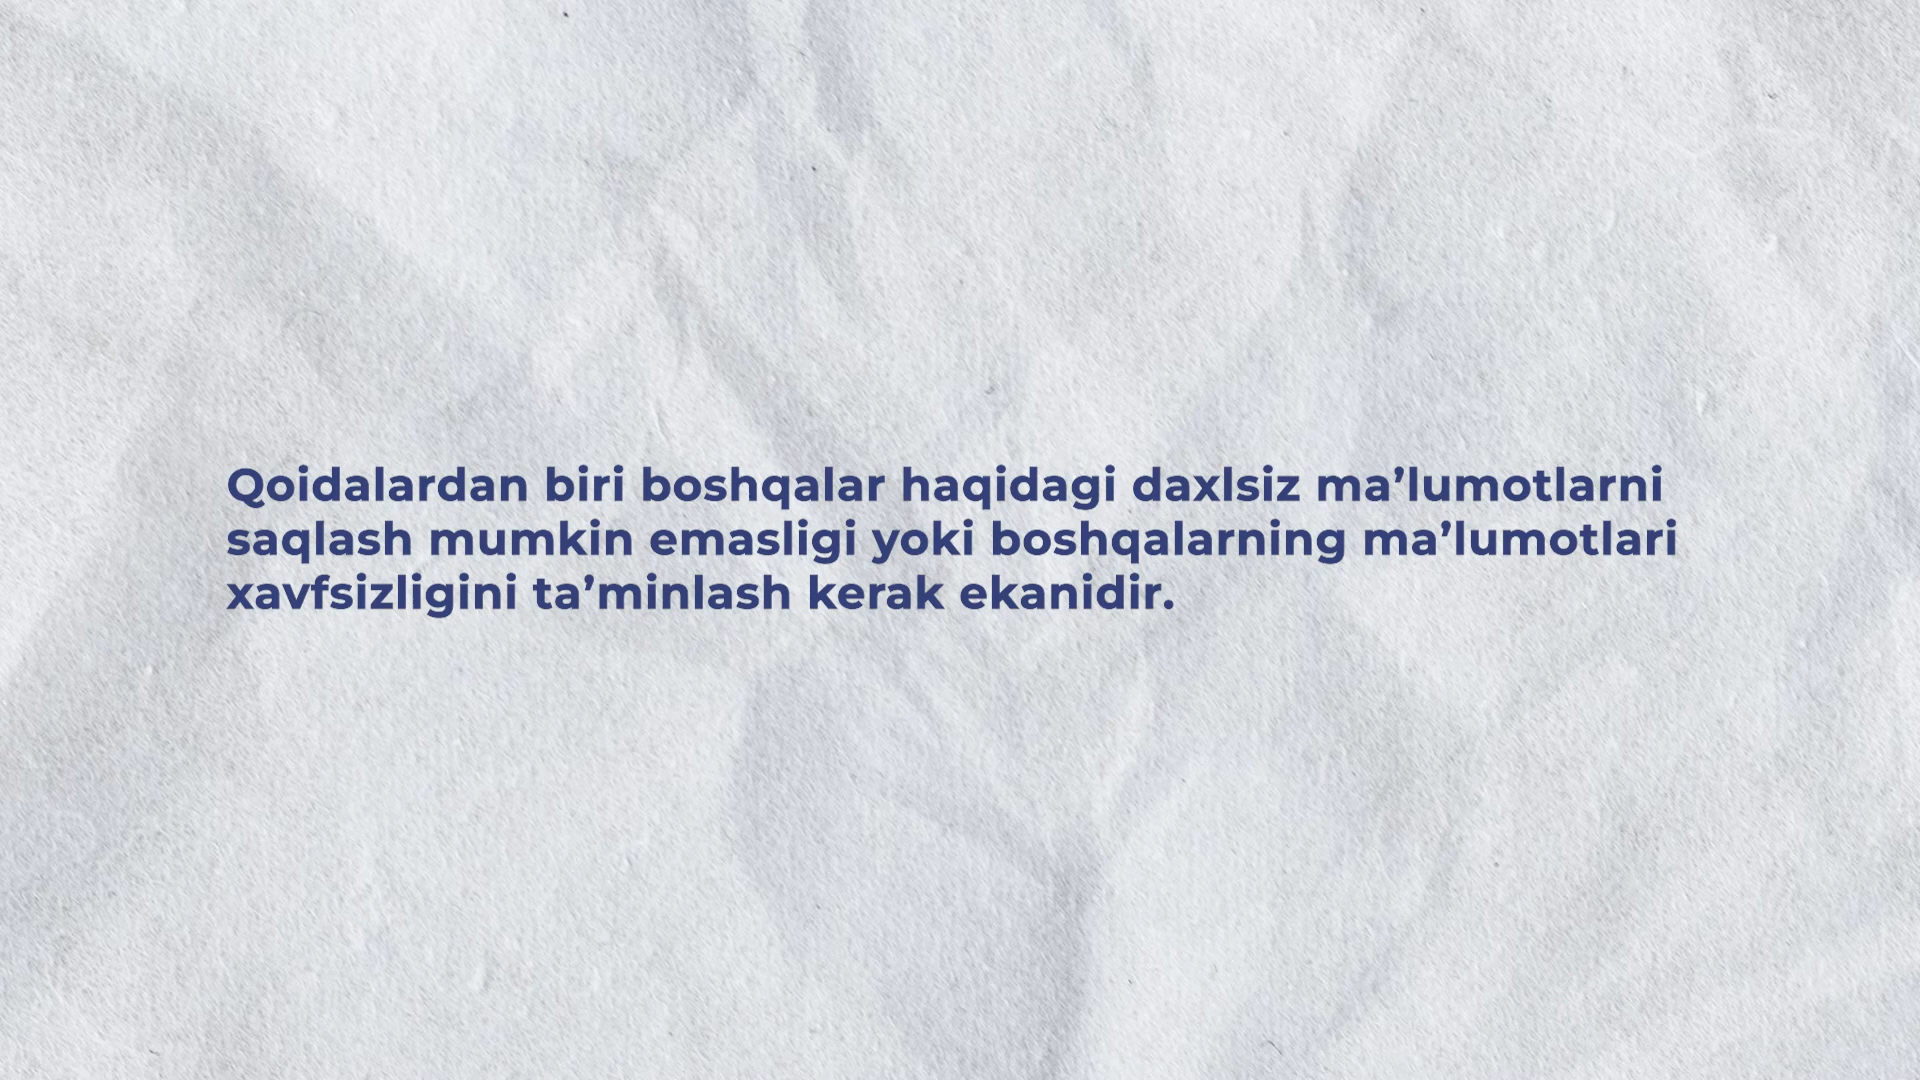 Qoidalardan biri boshqalar haqidagi daxlsiz ma’lumotlarni
saqlash mumkin emasligi yoki boshqalarning ma’lumotlari
xavfsizligini ta’minlash kerak ekanidir.